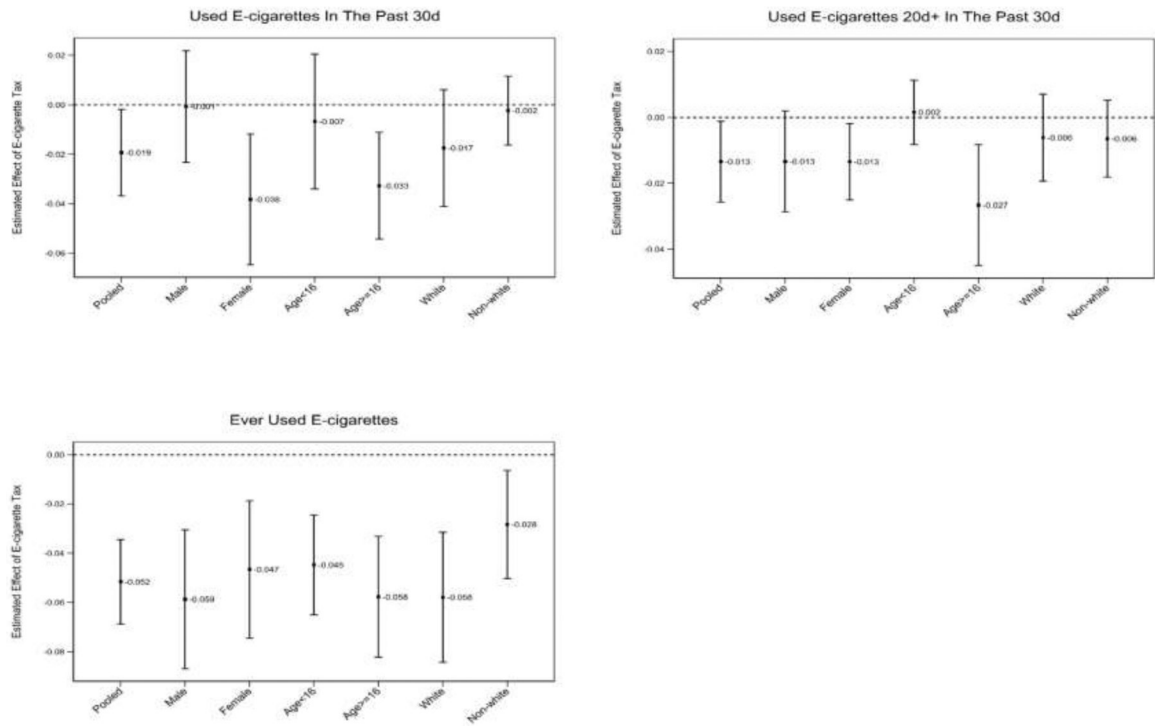 Used E-cigarettes In The Past 30d
Estimated Effect of E-cigarette Tax
0.02
0.00
-0.02
-0.04
-0.06
-0.019
-0.001
-0.038
-0.007
-0.033
-0.017
-0.002
Pooled
Male
Female
Age<16
Age>=16
White
Non-white
Used E-cigarettes 20d+ In The Past 30d
Estimated Effect of E-cigarette Tax
0.02
0.00
-0.02
-0.04
-0.013
-0.013
-0.013
0.002
-0.027
-0.006
-0.006
Pooled
Male
Female
Age<16
Age>=16
White
Non-white
Ever Used E-cigarettes
Estimated Effect of E-cigarette Tax
0.00
-0.02
-0.04
-0.06
-0.08
-0.052
-0.059
-0.047
-0.045
-0.058
-0.058
-0.028
Pooled
Male
Female
Age<16
Age>=16
White
Non-white